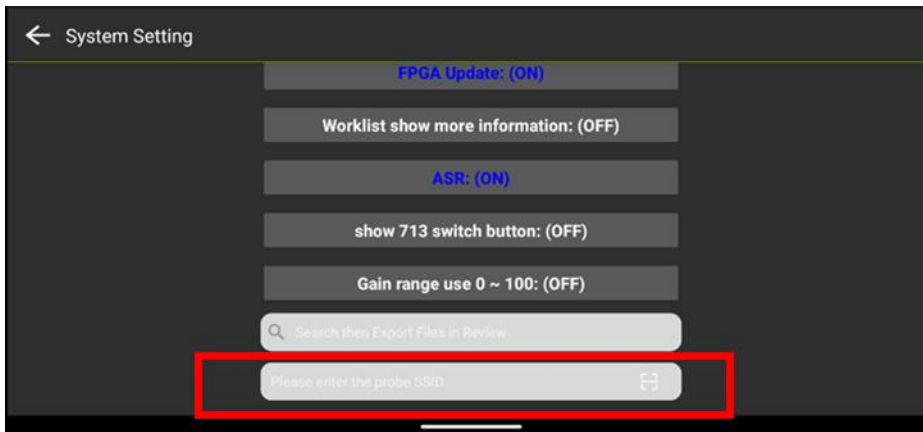 System Setting
FPGA Update: (ON)
Worklist show more information: (OFF)
ASR: (ON)
show 713 switch button: (OFF)
Gain range use 0 ~ 100: (OFF)
Search then Export Files in Review
Please enter the probe SSID